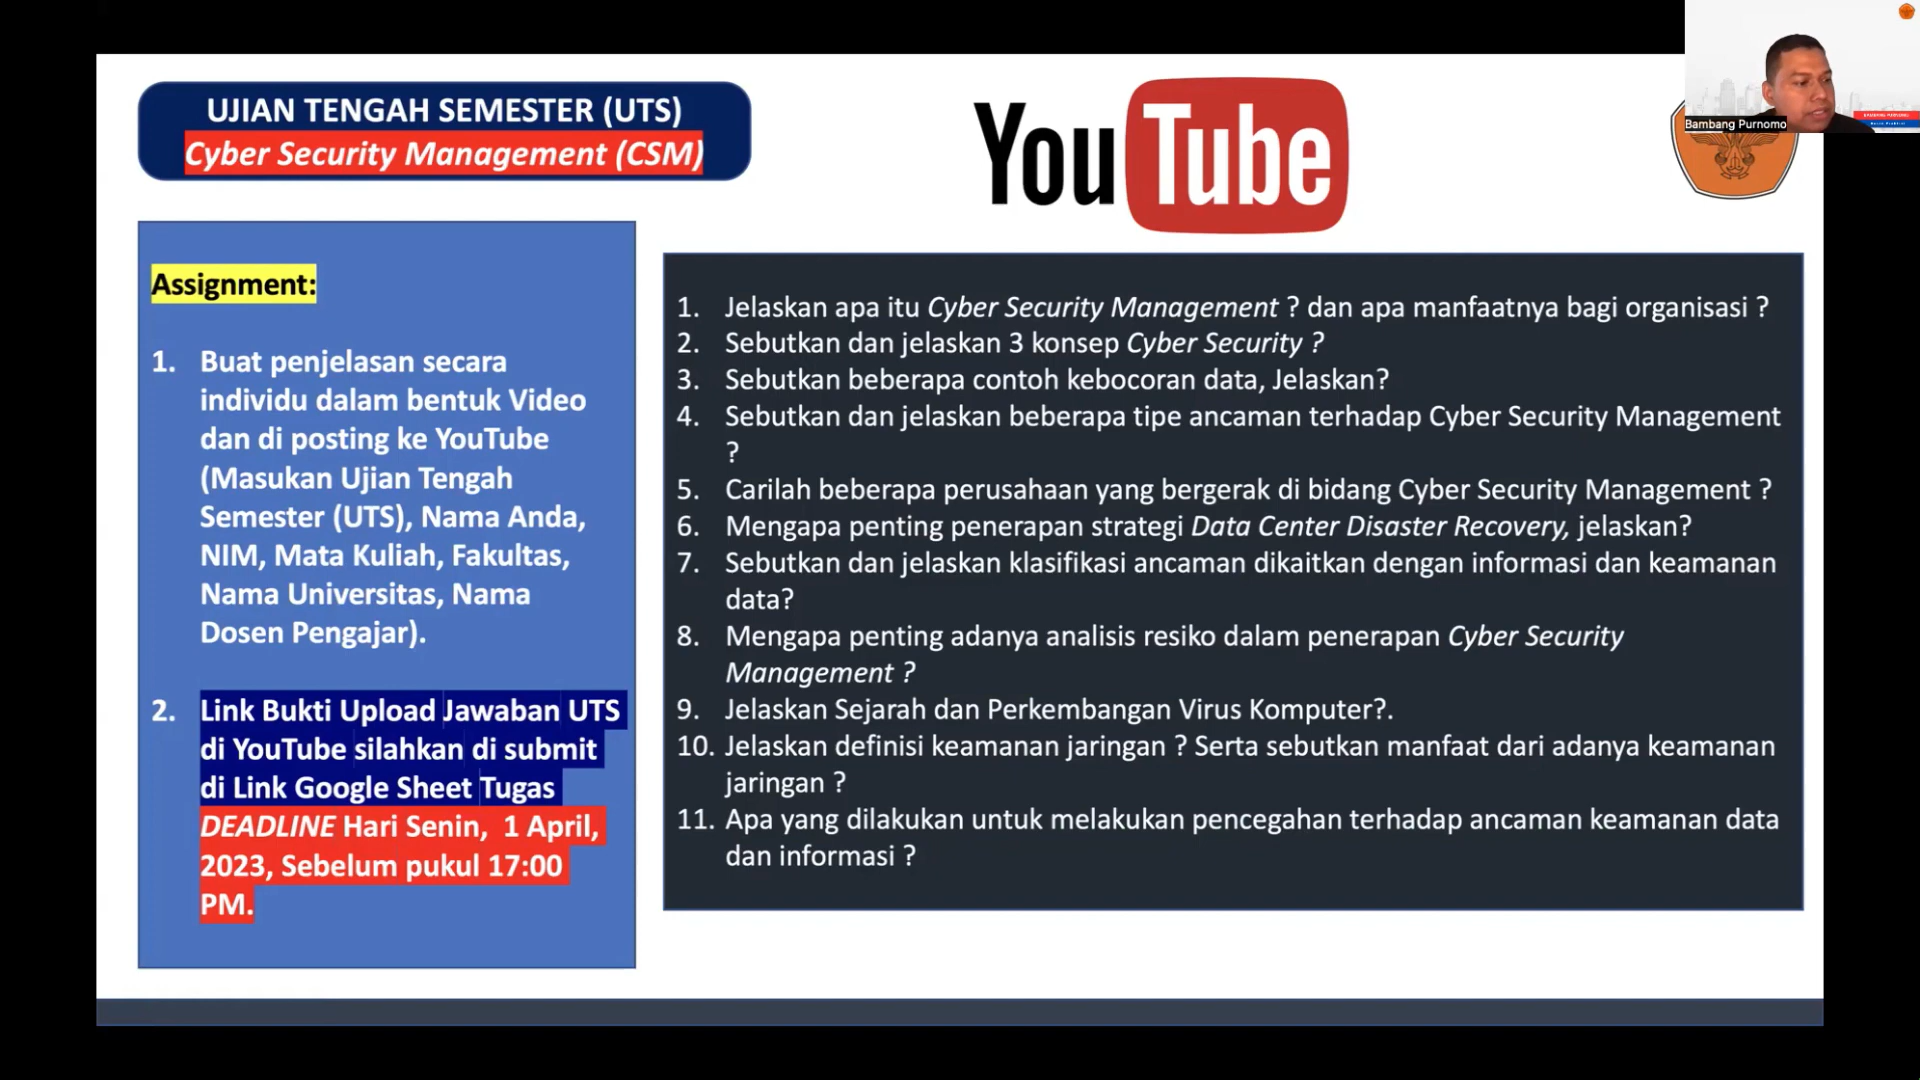 UJIAN TENGAH SEMESTER (UTS)
Cyber Security Management (CSM)
YouTube
Bambang Purnomo
Assignment:
1. Buat penjelasan secara
individu dalam bentuk Video
dan di posting ke YouTube
(Masukan Ujian Tengah
Semester (UTS), Nama Anda,
NIM, Mata Kuliah, Fakultas,
Nama Universitas, Nama
Dosen Pengajar).
2. Link Bukti Upload Jawaban UTS
di YouTube silahkan di submit
di Link Google Sheet Tugas
DEADLINE Hari Senin, 1 April,
2023, Sebelum pukul 17:00
PM.
1. Jelaskan apa itu Cyber Security Management ? dan apa manfaatnya bagi organisasi ?
2. Sebutkan dan jelaskan 3 konsep Cyber Security ?
3. Sebutkan beberapa contoh kebocoran data, Jelaskan?
4. Sebutkan dan jelaskan beberapa tipe ancaman terhadap Cyber Security Management
?
5. Carilah beberapa perusahaan yang bergerak di bidang Cyber Security Management ?
6. Mengapa penting penerapan strategi Data Center Disaster Recovery, jelaskan?
7. Sebutkan dan jelaskan klasifikasi ancaman dikaitkan dengan informasi dan keamanan
data?
8. Mengapa penting adanya analisis resiko dalam penerapan Cyber Security
Management ?
9. Jelaskan Sejarah dan Perkembangan Virus Komputer?.
10. Jelaskan definisi keamanan jaringan ? Serta sebutkan manfaat dari adanya keamanan
jaringan ?
11. Apa yang dilakukan untuk melakukan pencegahan terhadap ancaman keamanan data
dan informasi ?